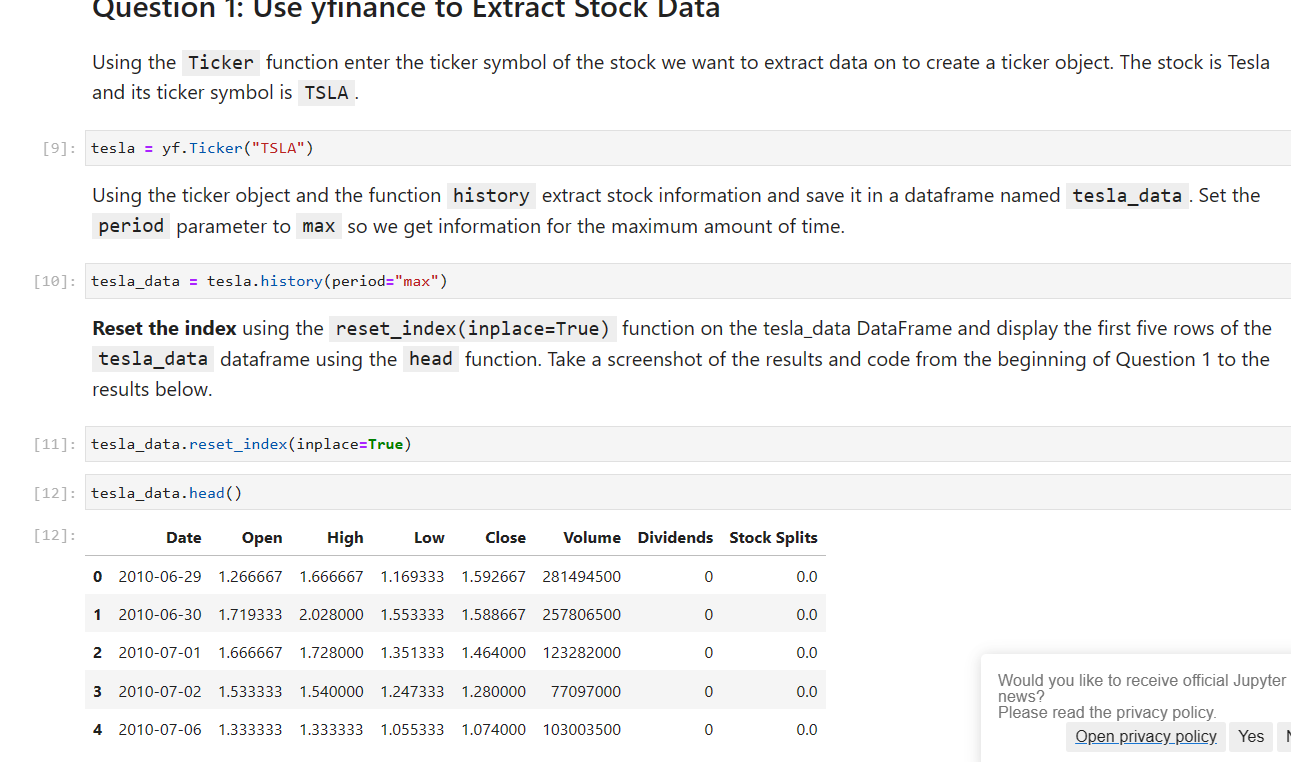 Question 1: Use yfinance to Extract Stock Data
Using the Ticker function enter the ticker symbol of the stock we want to extract data on to create a ticker object. The stock is Tesla
and its ticker symbol is TSLA.
[9]: tesla = yf.Ticker("TSLA")
Using the ticker object and the function history extract stock information and save it in a dataframe named tesla_data. Set the
period parameter to max so we get information for the maximum amount of time.
[10]: tesla_data = tesla.history(period="max")
Reset the index using the reset_index(inplace=True) function on the tesla_data DataFrame and display the first five rows of the
tesla_data dataframe using the head function. Take a screenshot of the results and code from the beginning of Question 1 to the
results below.
[11]: tesla_data.reset_index(inplace=True)
[12]: tesla_data.head()
[12]: Date Open High Low Close Volume Dividends Stock Splits
0 2010-06-29 1.266667 1.666667 1.169333 1.592667 281494500 0 0.0
1 2010-06-30 1.719333 2.028000 1.553333 1.588667 257806500 0 0.0
2 2010-07-01 1.666667 1.728000 1.351333 1.464000 123282000 0 0.0
3 2010-07-02 1.533333 1.540000 1.247333 1.280000 77097000 0 0.0
4 2010-07-06 1.333333 1.333333 1.055333 1.074000 103003500 0 0.0
Would you like to receive official Jupyter
news?
Please read the privacy policy.
Open privacy policy Yes